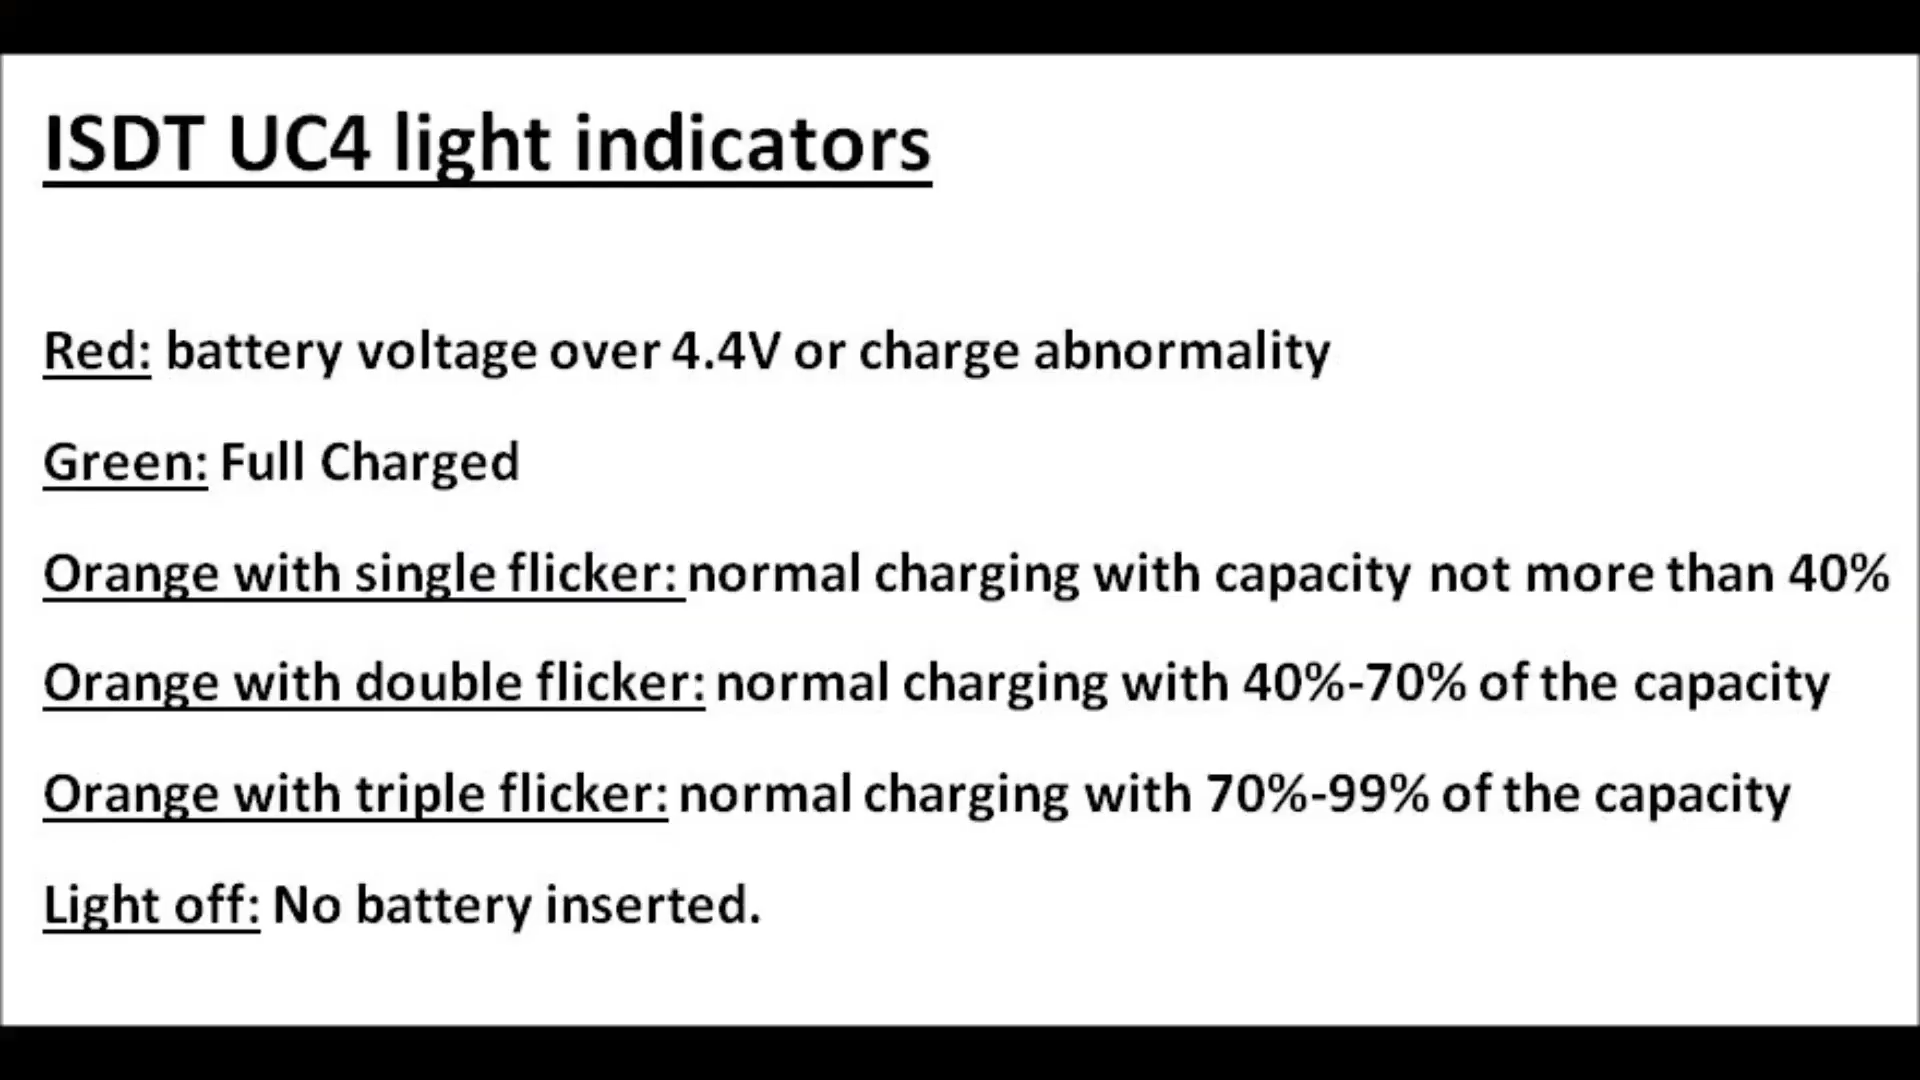 ISDT UC4 light indicators
Red: battery voltage over 4.4V or charge abnormality
Green: Full Charged
Orange with single flicker: normal charging with capacity not more than 40%
Orange with double flicker: normal charging with 40%-70% of the capacity
Orange with triple flicker: normal charging with 70%-99% of the capacity
Light off: No battery inserted.